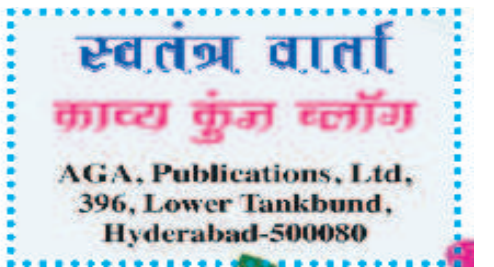 स्वतंत्र वार्ता
काव्य कुंज ब्लॉग
AGA, Publications, Ltd,
396, Lower Tankbund,
Hyderabad-500080